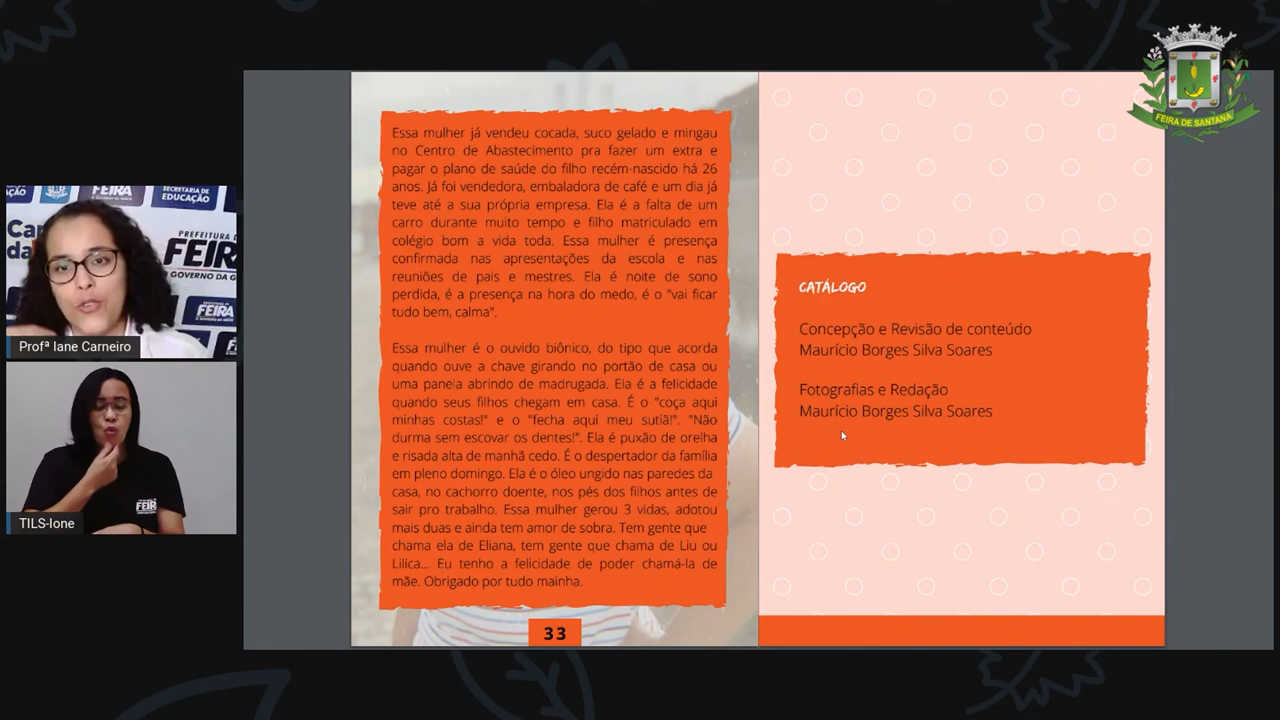 FEIRA DE SANTANA
AÇÃO
FEIRA
SECRETARIA DE
EDUCAÇÃO
PREFEITURA D
FEIR
GOVERNO DA G
FEIRA
Profª Iane Carneiro
FEIR
TILS-Ione
Essa mulher já vendeu cocada, suco gelado e mingau
no Centro de Abastecimento pra fazer um extra e
pagar o plano de saúde do filho recém-nascido há 26
anos. Já foi vendedora, embaladora de café e um dia já
teve até a sua própria empresa. Ela é a falta de um
carro durante muito tempo e filho matriculado em
colégio bom a vida toda. Essa mulher é presença
confirmada nas apresentações da escola e nas
reuniões de pais e mestres. Ela é noite de sono
perdida, é a presença na hora do medo, é o "vai ficar
tudo bem, calma".
Essa mulher é o ouvido biônico, do tipo que acorda
quando ouve a chave girando no portão de casa ou
uma panela abrindo de madrugada. Ela é a felicidade
quando seus filhos chegam em casa. É o "coça aqui
minhas costas!" e o "fecha aqui meu sutiã!". "Não
durma sem escovar os dentes!". Ela é puxão de orelha
e risada alta de manhã cedo. É o despertador da família
em pleno domingo. Ela é o óleo ungido nas paredes da
casa, no cachorro doente, nos pés dos filhos antes de
sair pro trabalho. Essa mulher gerou 3 vidas, adotou
mais duas e ainda tem amor de sobra. Tem gente que
chama ela de Eliana, tem gente que chama de Liu ou
Lilica... Eu tenho a felicidade de poder chamá-la de
mãe. Obrigado por tudo mainha.
33
CATÁLOGO
Concepção e Revisão de conteúdo
Maurício Borges Silva Soares
Fotografias e Redação
Maurício Borges Silva Soares